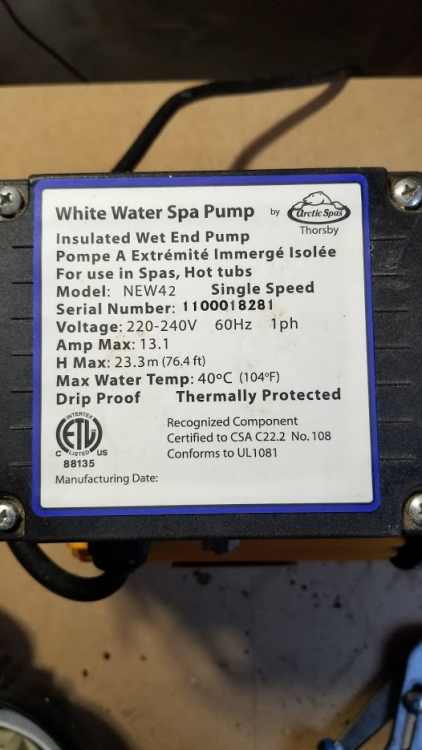 White Water Spa Pump by Arctic Spas
Thorsby
Insulated Wet End Pump
Pompe A Extrémité Immergé Isolée
For use in Spas, Hot tubs
Model: NEW42 Single Speed
Serial Number: 1100018281
Voltage: 220-240V 60Hz 1ph
Amp Max: 13.1
H Max: 23.3m (76.4 ft)
Max Water Temp: 40ºC (104ºF)
Drip Proof Thermally Protected
INTERTEK
ETL
C LISTED US
88135
Recognized Component
Certified to CSA C22.2 No. 108
Conforms to UL1081
Manufacturing Date: